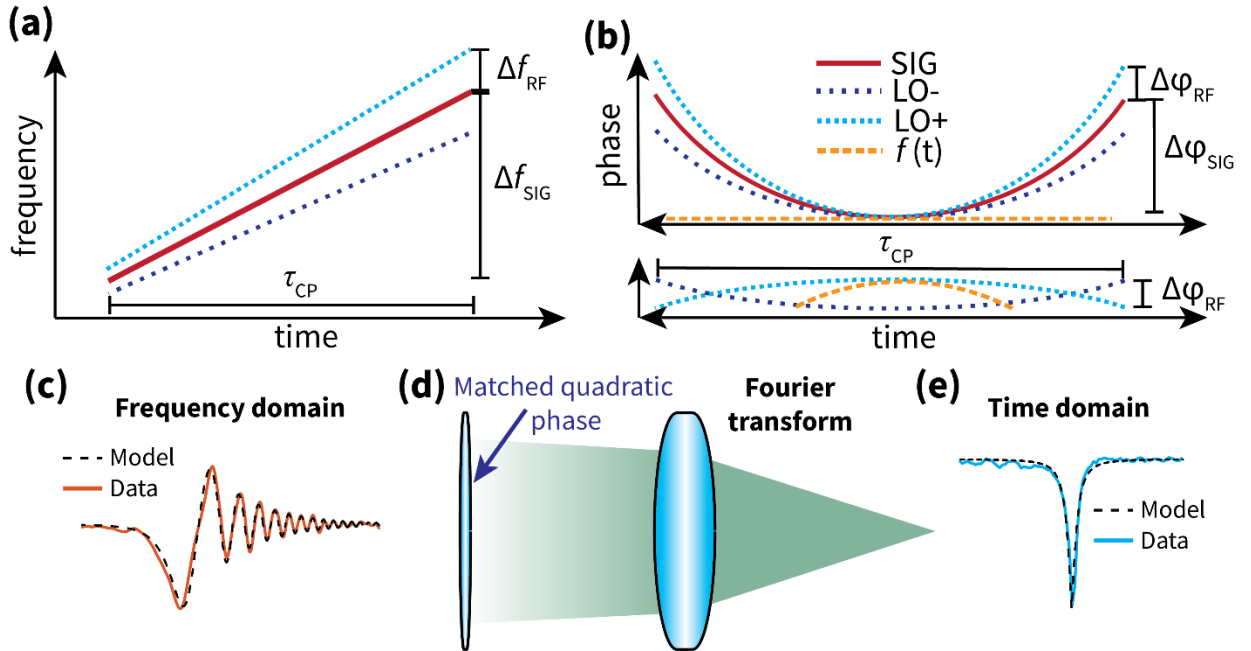 (a)
frequency
Δf_RF
Δf_SIG
τ_CP
time
(b)
phase
SIG
LO-
LO+
f (t)
Δφ_RF
Δφ_SIG
τ_CP
Δφ_RF
time
(c)
Frequency domain
Model
Data
(d)
Matched quadratic
phase
Fourier
transform
(e)
Time domain
Model
Data